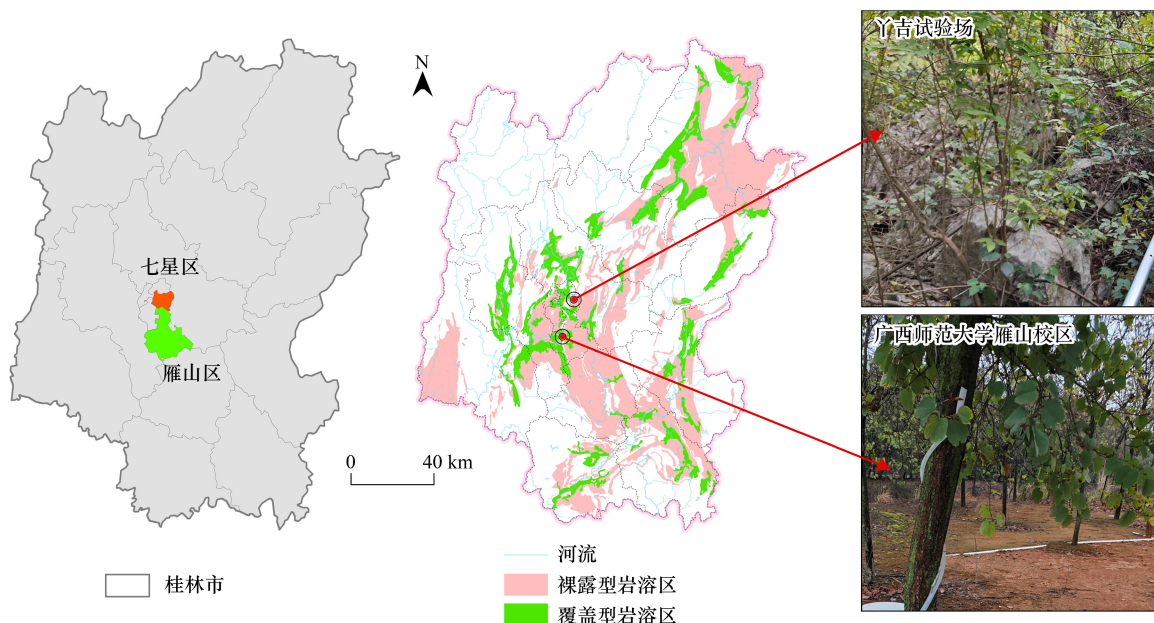 七星区
雁山区
桂林市
N
0 40 km
河流
裸露型岩溶区
覆盖型岩溶区
丫吉试验场
广西师范大学雁山校区